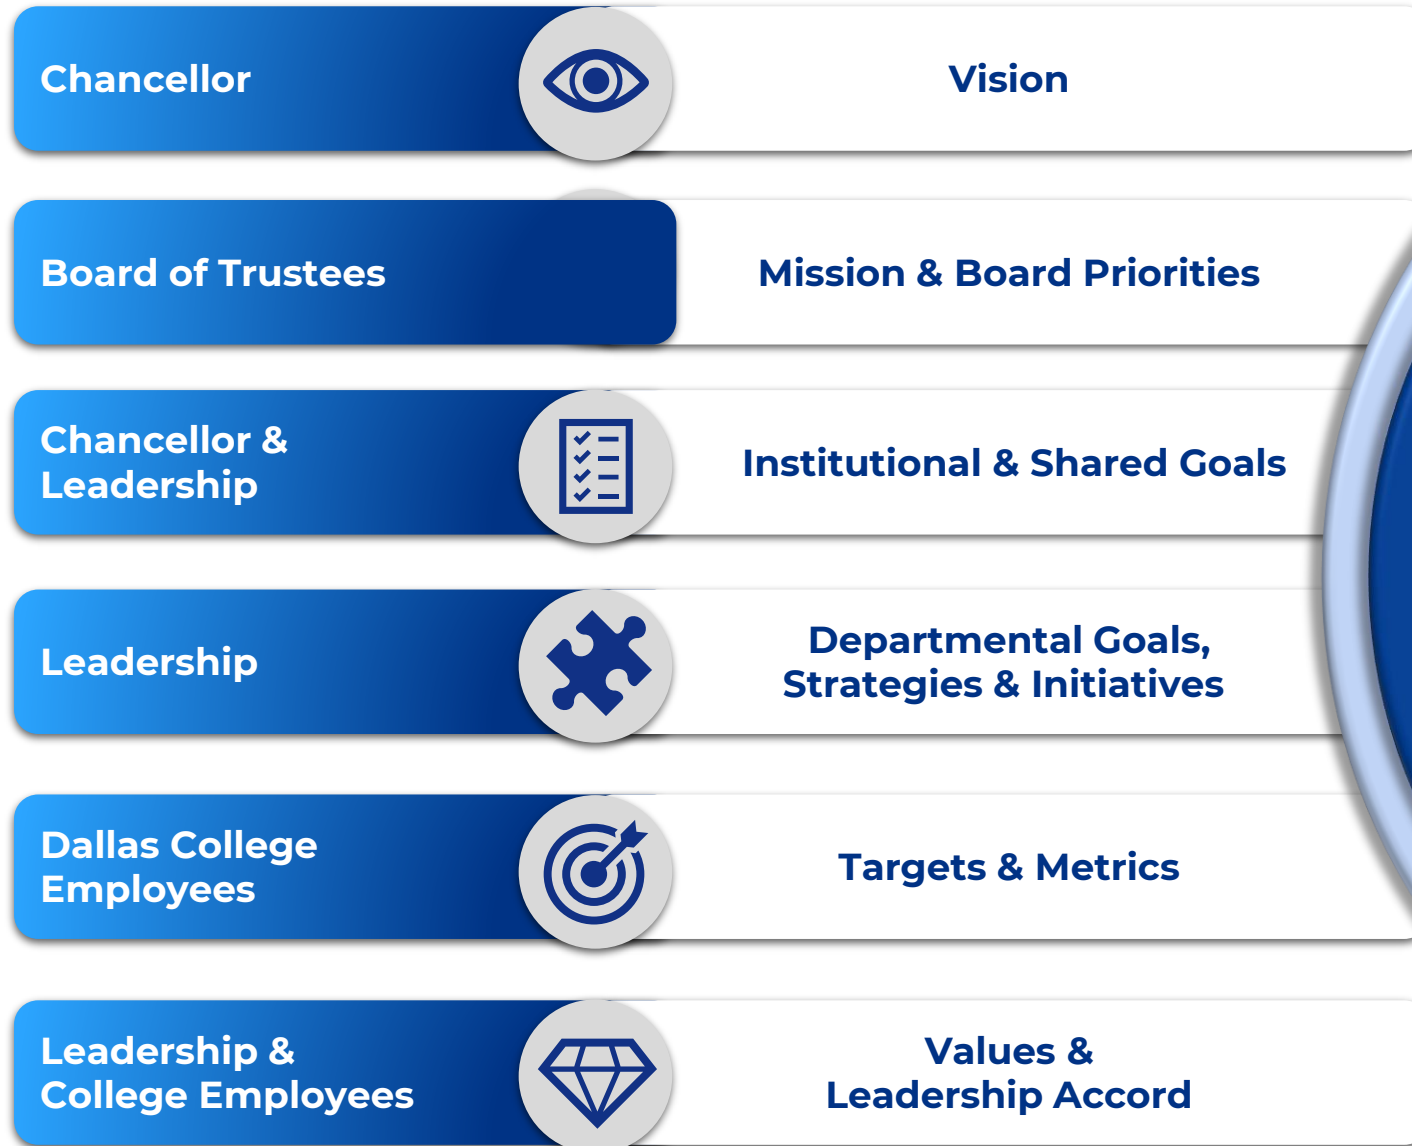 Chancellor
Vision
Board of Trustees
Mission & Board Priorities
Chancellor &
Leadership
Institutional & Shared Goals
Leadership
Departmental Goals,
Strategies & Initiatives
Dallas College
Employees
Targets & Metrics
Leadership &
College Employees
Values &
Leadership Accord